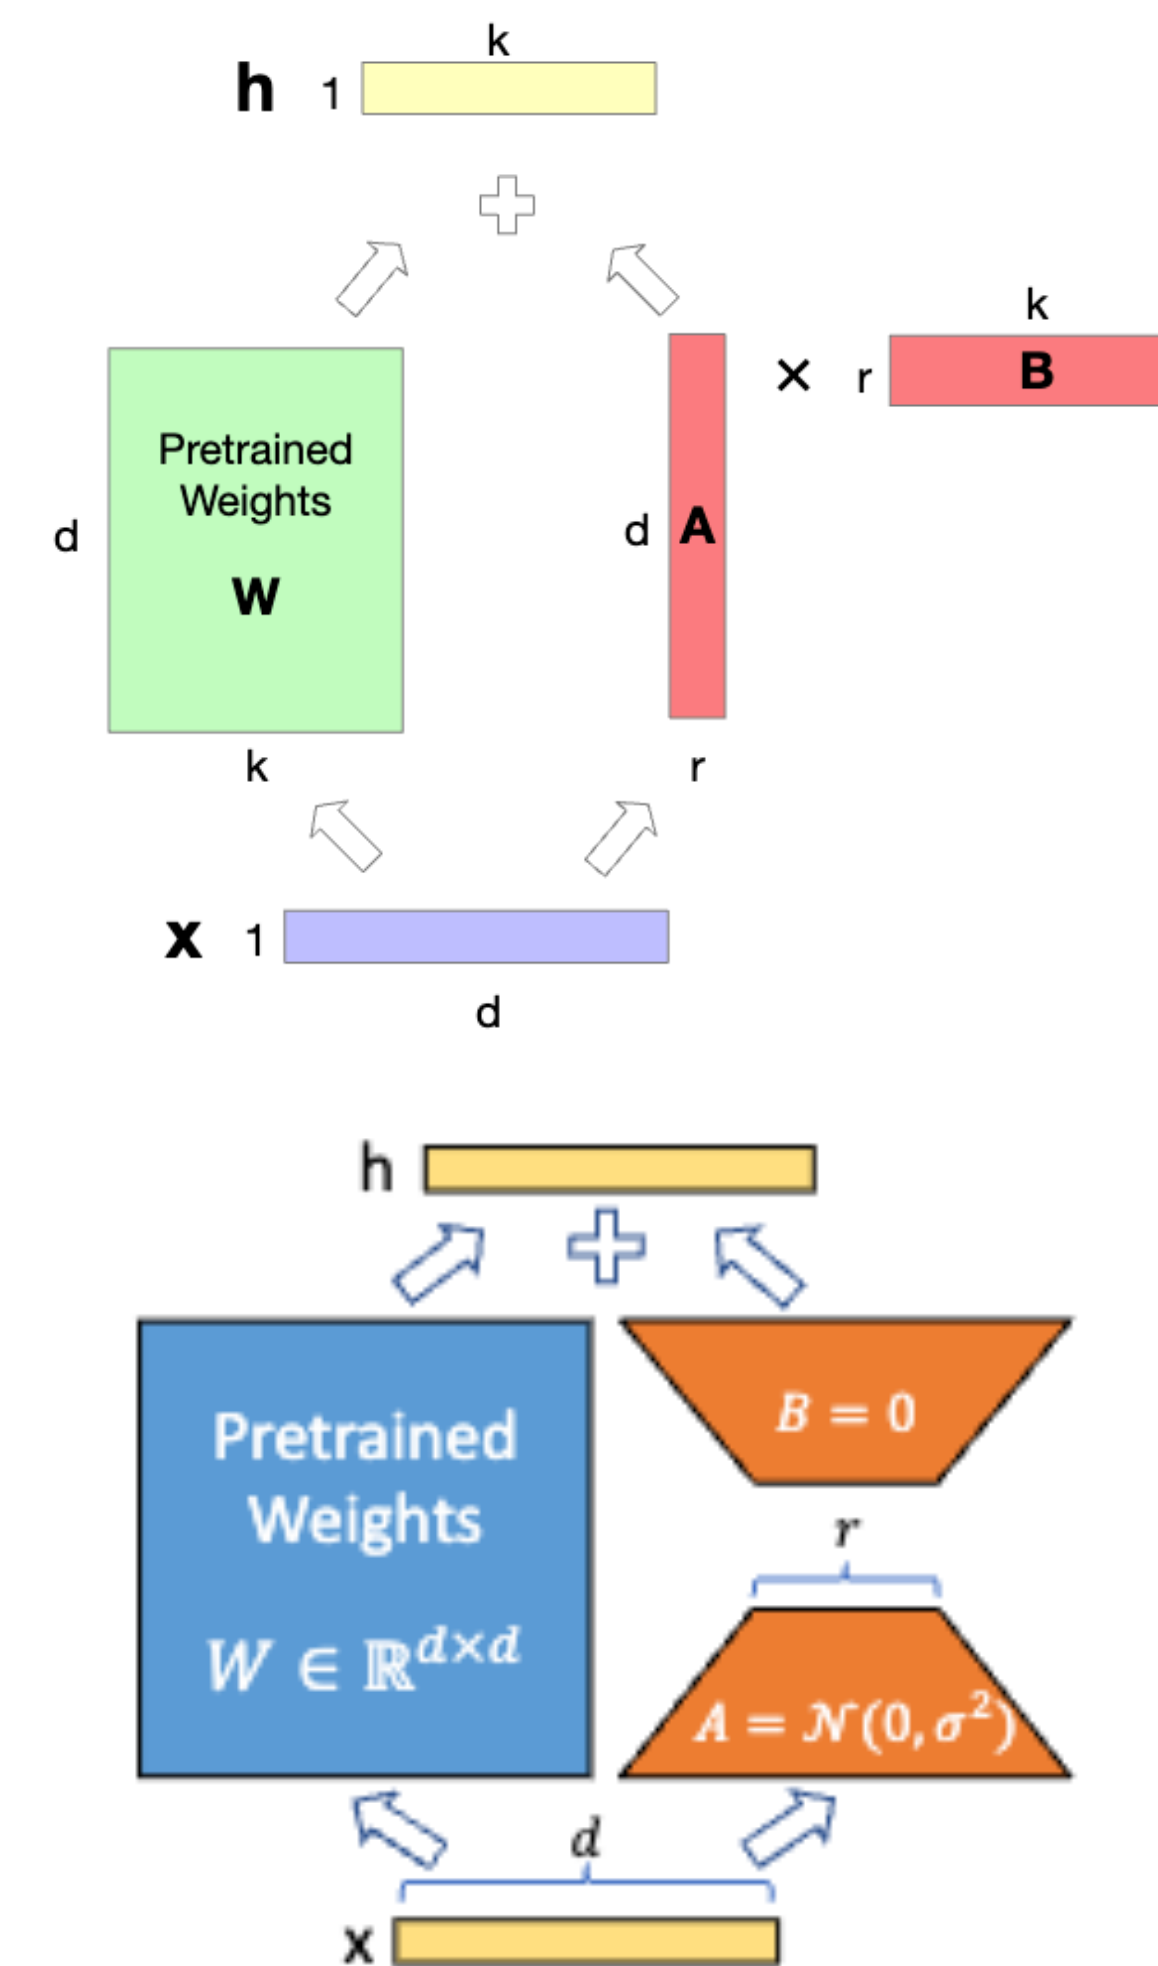 k
h 1
k
× r B
Pretrained
Weights
W
d
d A
k
r
x 1
d
h
Pretrained
Weights
W ∈ ℝ^{d×d}
B = 0
r
A = 𝒩(0, σ²)
d
x